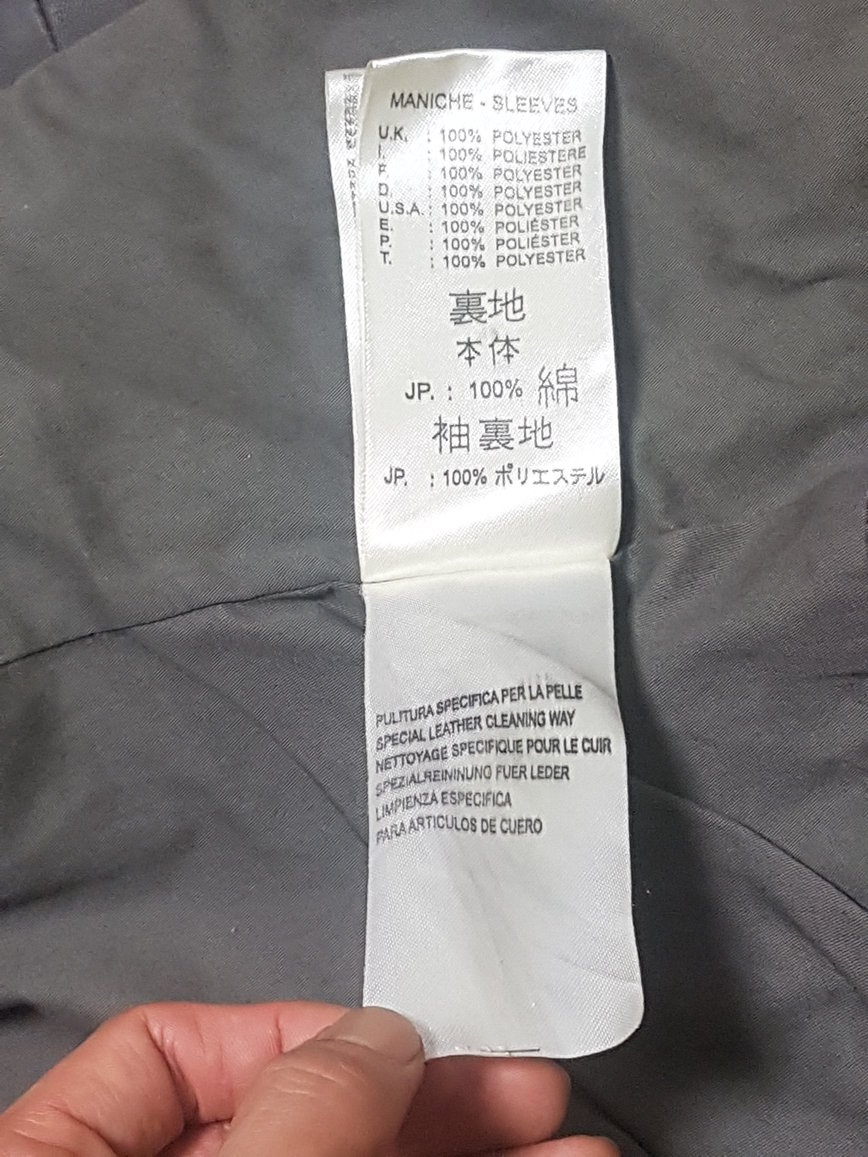 MANICHE - SLEEVES
U.K. : 100% POLYESTER
I. : 100% POLIESTERE
F. : 100% POLYESTER
D. : 100% POLYESTER
U.S.A. : 100% POLYESTER
E. : 100% POLIÉSTER
P. : 100% POLIÉSTER
T. : 100% POLYESTER
裏地
本体
JP. : 100% 綿
袖裏地
JP. : 100% ポリエステル
PULITURA SPECIFICA PER LA PELLE
SPECIAL LEATHER CLEANING WAY
NETTOYAGE SPECIFIQUE POUR LE CUIR
SPEZIALREININUNG FUER LEDER
LIMPIENZA ESPECIFICA
PARA ARTICULOS DE CUERO